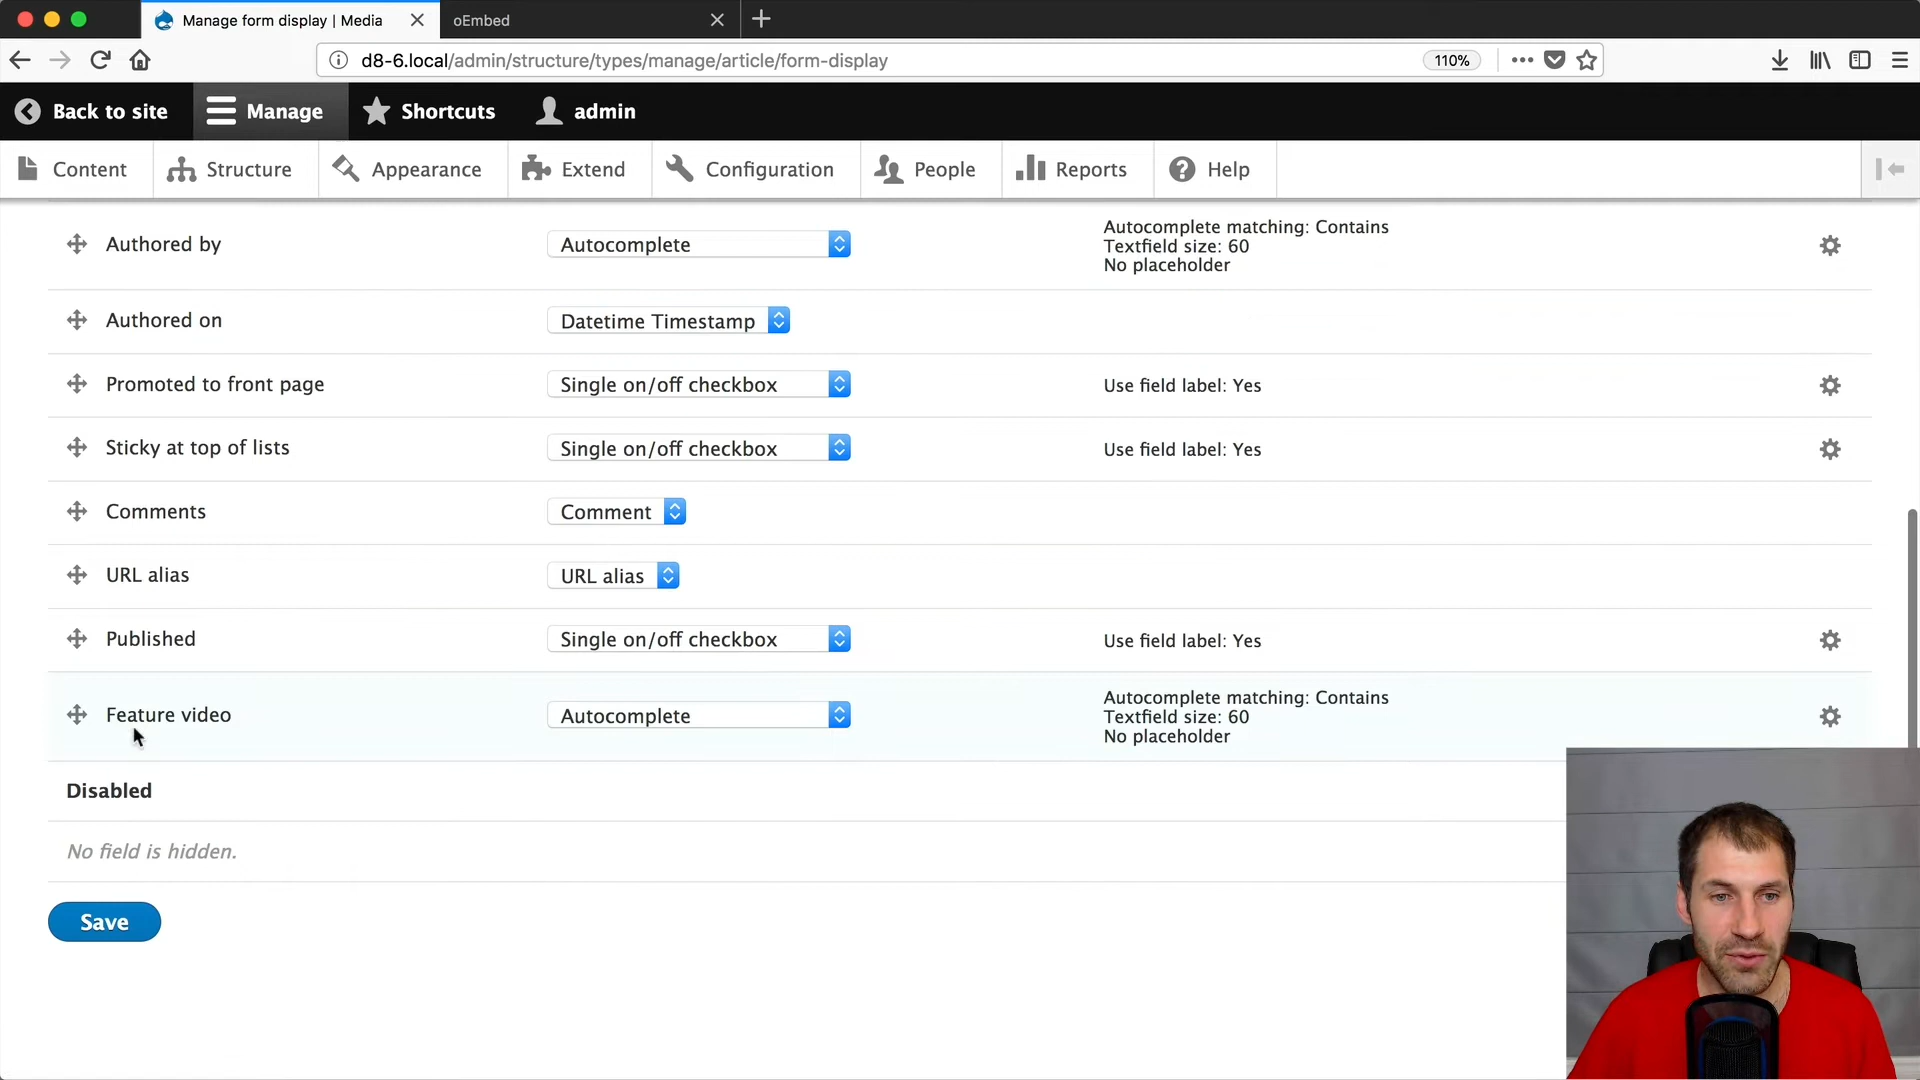 Manage form display | Media
oEmbed
d8-6.local/admin/structure/types/manage/article/form-display
110%
Back to site
Manage
Shortcuts
admin
Content
Structure
Appearance
Extend
Configuration
People
Reports
Help
Authored by
Autocomplete
Autocomplete matching: Contains
Textfield size: 60
No placeholder
Authored on
Datetime Timestamp
Promoted to front page
Single on/off checkbox
Use field label: Yes
Sticky at top of lists
Single on/off checkbox
Use field label: Yes
Comments
Comment
URL alias
URL alias
Published
Single on/off checkbox
Use field label: Yes
Feature video
Autocomplete
Autocomplete matching: Contains
Textfield size: 60
No placeholder
Disabled
No field is hidden.
Save